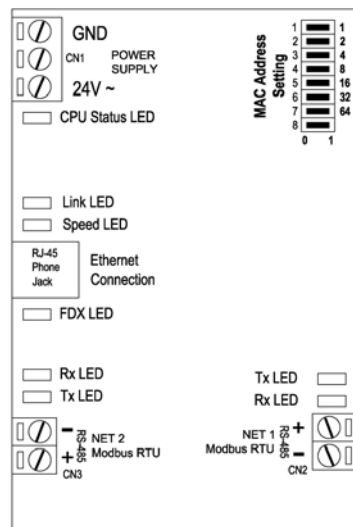 GND
CN1 POWER SUPPLY
24V ~
CPU Status LED
MAC Address
Setting
1 1
2 2
3 4
4 8
5 16
6 32
7 64
8
0 1
Link LED
Speed LED
RJ-45
Phone
Jack
Ethernet
Connection
FDX LED
Rx LED
Tx LED
- +
RS-485
NET 2
Modbus RTU
CN3
Tx LED
Rx LED
NET 1
Modbus RTU
RS-485
+ -
CN2